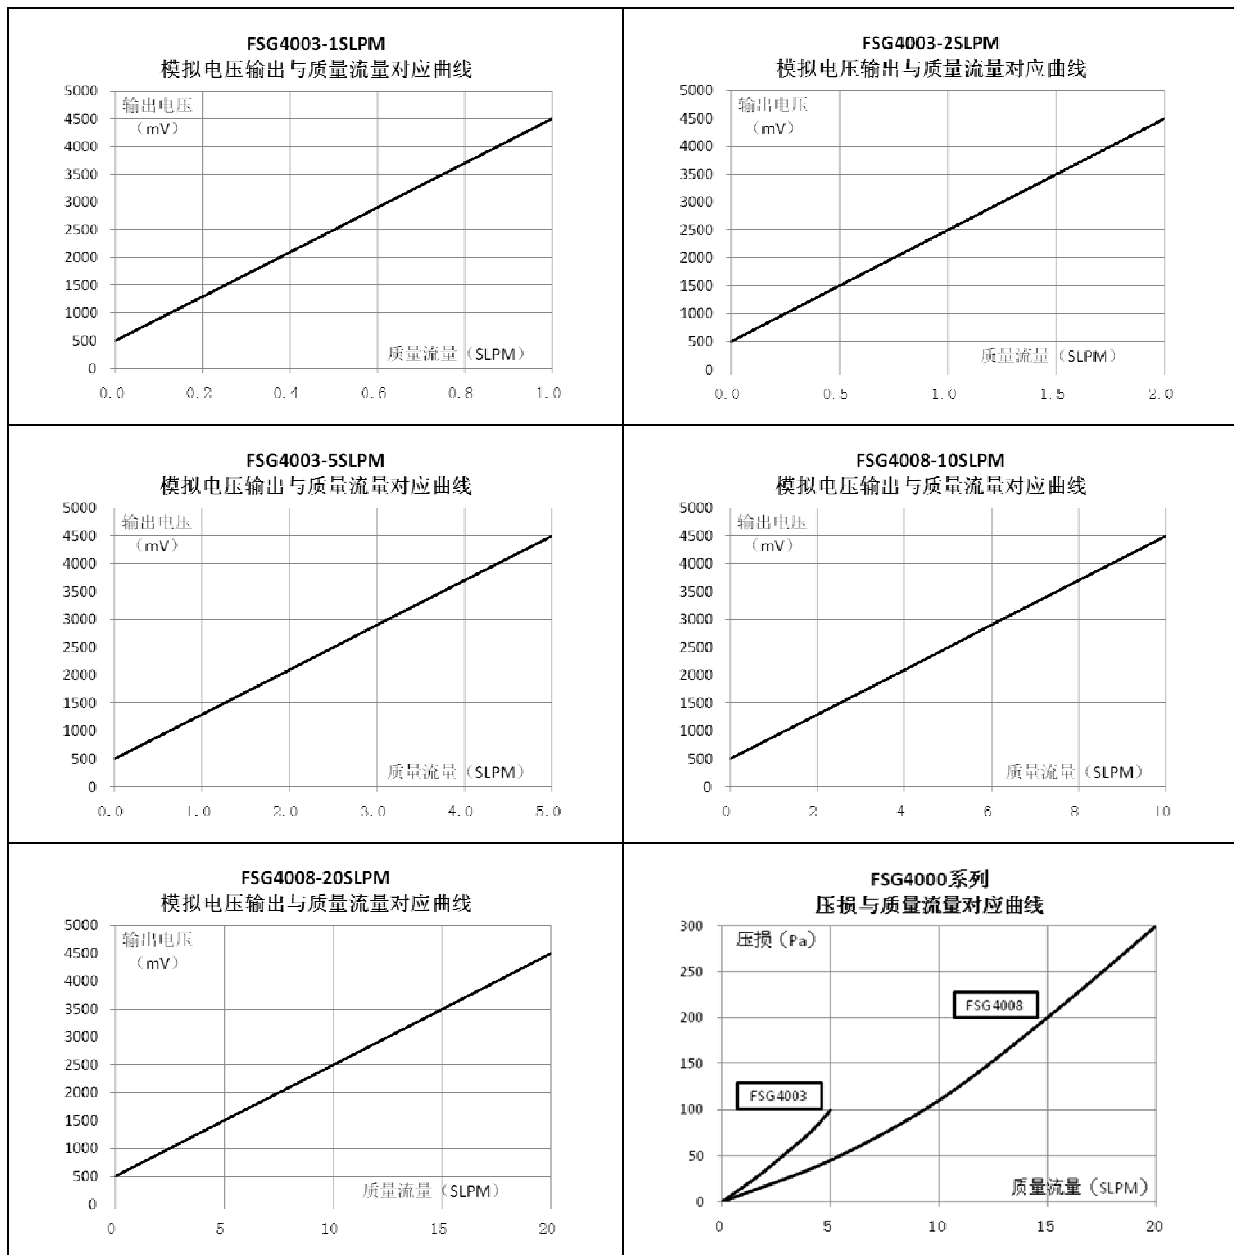 FSG4003-1SLPM
模拟电压输出与质量流量对应曲线
输出电压
（mV）
5000
4500
4000
3500
3000
2500
2000
1500
1000
500
0
质量流量（SLPM）
0.0 0.2 0.4 0.6 0.8 1.0
FSG4003-2SLPM
模拟电压输出与质量流量对应曲线
输出电压
（mV）
5000
4500
4000
3500
3000
2500
2000
1500
1000
500
0
质量流量（SLPM）
0.0 0.5 1.0 1.5 2.0
FSG4003-5SLPM
模拟电压输出与质量流量对应曲线
输出电压
（mV）
5000
4500
4000
3500
3000
2500
2000
1500
1000
500
0
质量流量（SLPM）
0.0 1.0 2.0 3.0 4.0 5.0
FSG4008-10SLPM
模拟电压输出与质量流量对应曲线
输出电压
（mV）
5000
4500
4000
3500
3000
2500
2000
1500
1000
500
0
质量流量（SLPM）
0 2 4 6 8 10
FSG4008-20SLPM
模拟电压输出与质量流量对应曲线
输出电压
（mV）
5000
4500
4000
3500
3000
2500
2000
1500
1000
500
0
质量流量（SLPM）
0 5 10 15 20
FSG4000系列
压损与质量流量对应曲线
压损（Pa）
300
250
200
150
100
50
0
FSG4008
FSG4003
质量流量（SLPM）
0 5 10 15 20